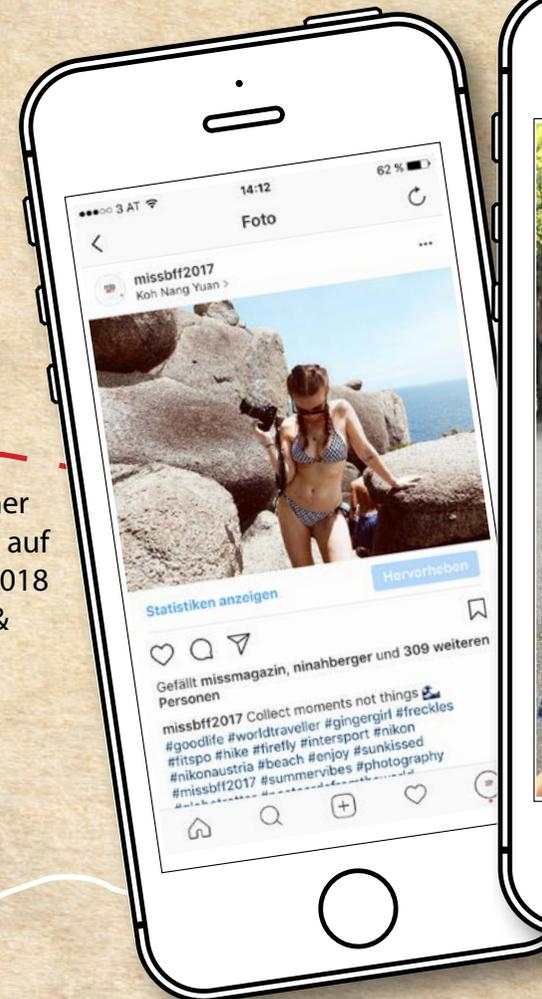 ●●●○○ 3 AT 14:12 62 %
Foto
missbff2017
Koh Nang Yuan >
Hervorheben
Statistiken anzeigen
Gefällt missmagazin, ninahberger und 309 weiteren
Personen
missbff2017 Collect moments not things
#goodlife #worldtraveller #gingergirl #freckles
#fitspo #hike #firefly #intersport #nikon
#nikonaustria #beach #enjoy #sunkissed
#missbff2017 #summervibes #photography
er
auf
018
&